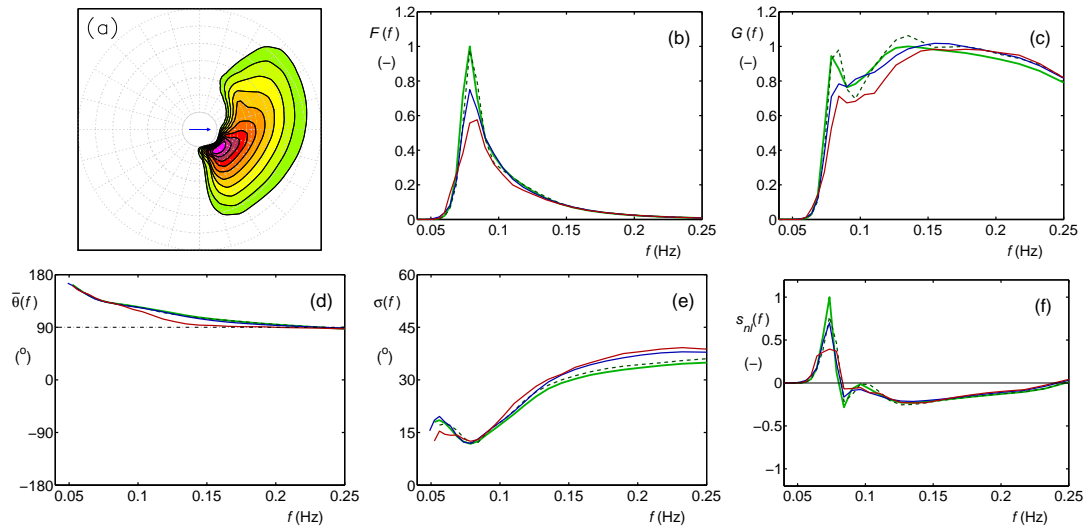 (a)
1.2
1
0.8
0.6
0.4
0.2
0
F (f)
(−)
(b)
0.05 0.1 0.15 0.2 0.25
f (Hz)
1.2
1
0.8
0.6
0.4
0.2
0
G (f)
(−)
(c)
0.05 0.1 0.15 0.2 0.25
f (Hz)
180
90
0
−90
−180
θ̅(f)
(°)
(d)
0.05 0.1 0.15 0.2 0.25
f (Hz)
60
45
30
15
0
σ(f)
(°)
(e)
0.05 0.1 0.15 0.2 0.25
f (Hz)
1
0.5
0
−0.5
−1
s_nl(f)
(−)
(f)
0.05 0.1 0.15 0.2 0.25
f (Hz)